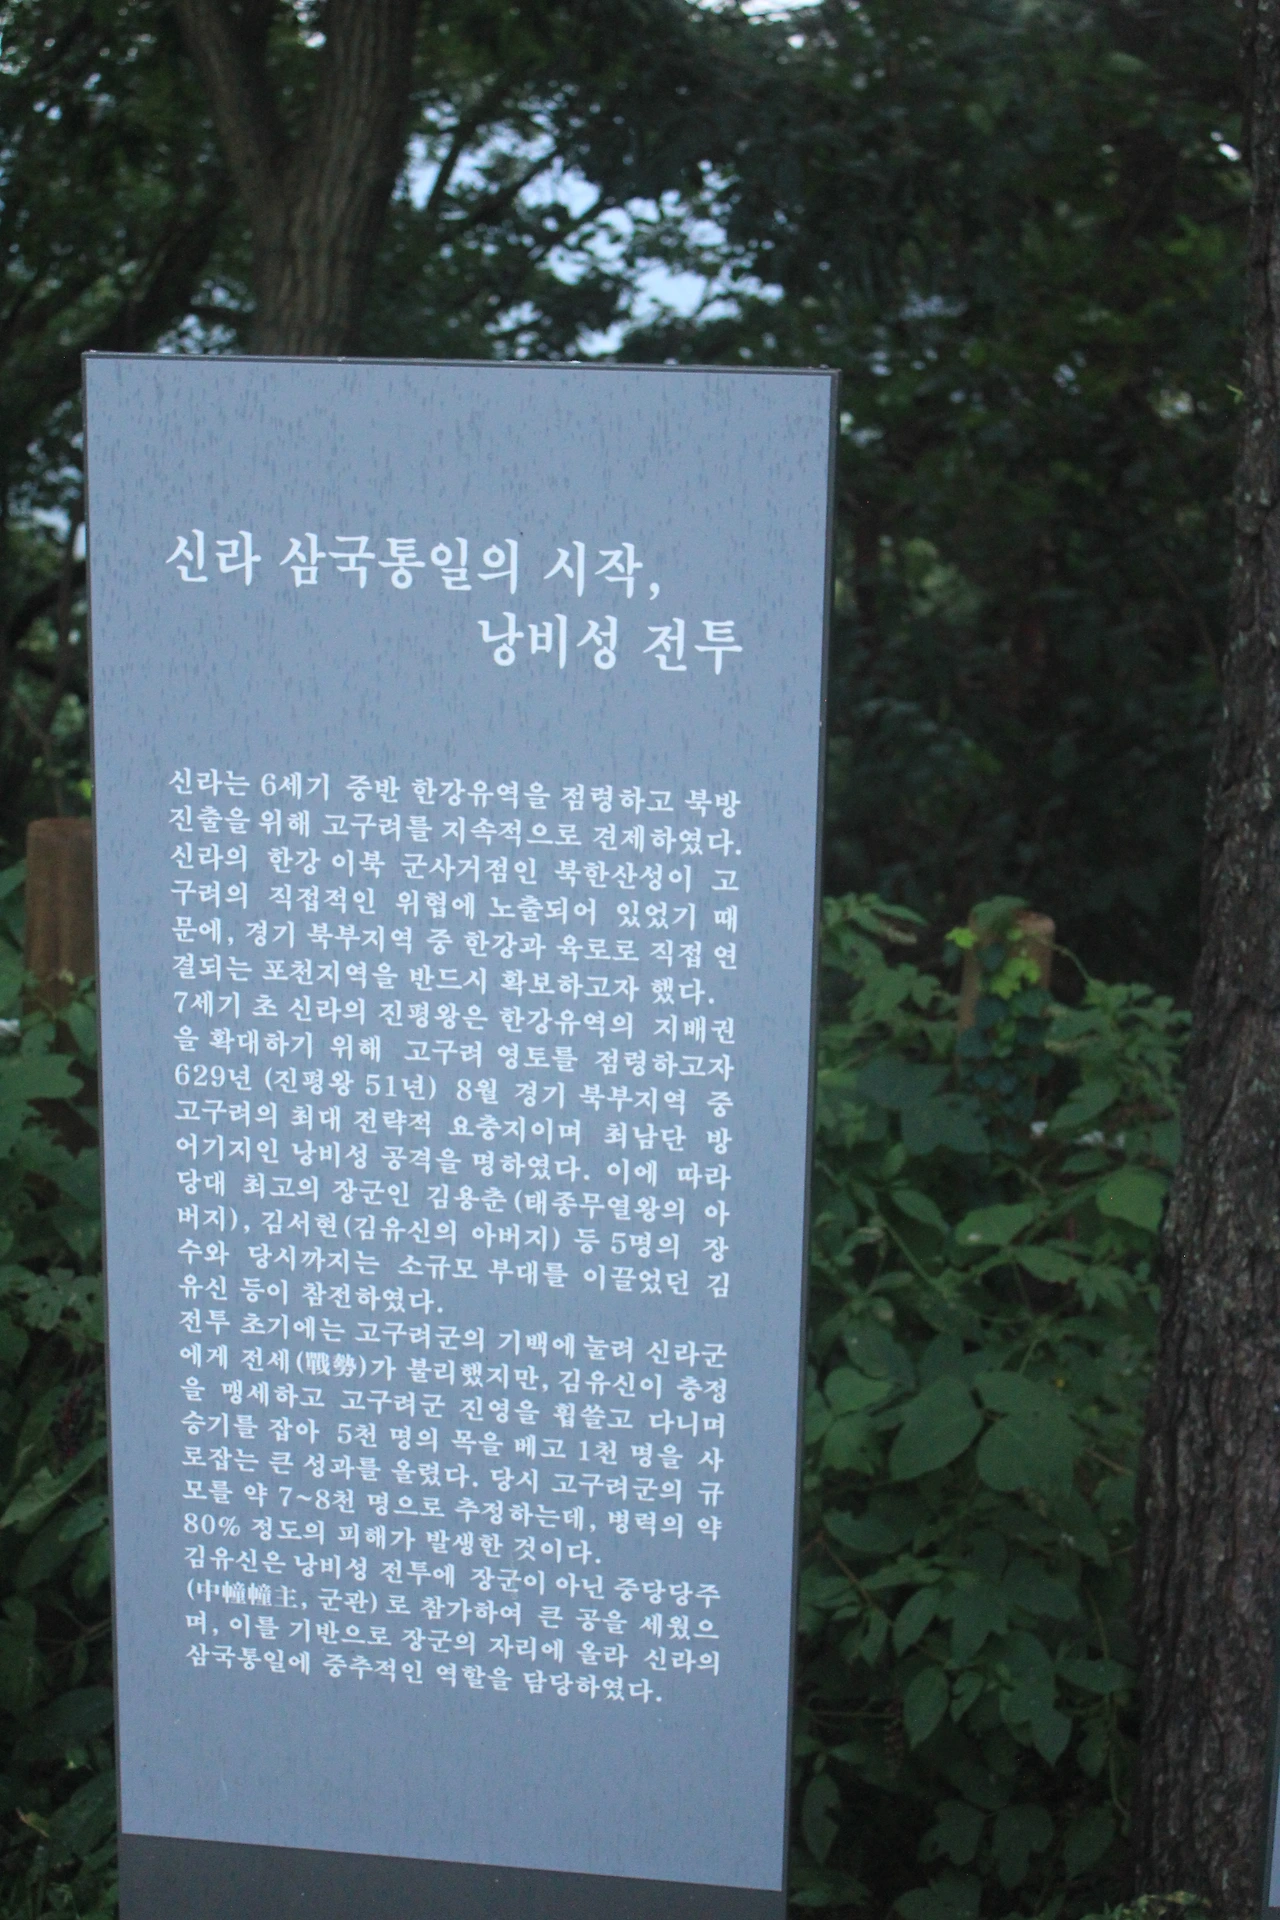 신라 삼국통일의 시작,
낭비성 전투
신라는 6세기 중반 한강유역을 점령하고 북방
진출을 위해 고구려를 지속적으로 견제하였다.
신라의 한강 이북 군사거점인 북한산성이 고
구려의 직접적인 위협에 노출되어 있었기 때
문에, 경기 북부지역 중 한강과 육로로 직접 연
결되는 포천지역을 반드시 확보하고자 했다.
7세기 초 신라의 진평왕은 한강유역의 지배권
을 확대하기 위해 고구려 영토를 점령하고자
629년 (진평왕 51년) 8월 경기 북부지역 중
고구려의 최대 전략적 요충지이며 최남단 방
어기지인 낭비성 공격을 명하였다. 이에 따라
당대 최고의 장군인 김용춘(태종무열왕의 아
버지), 김서현(김유신의 아버지) 등 5명의 장
수와 당시까지는 소규모 부대를 이끌었던 김
유신 등이 참전하였다.
전투 초기에는 고구려군의 기백에 눌려 신라군
에게 전세(戰勢)가 불리했지만, 김유신이 충정
을 맹세하고 고구려군 진영을 휩쓸고 다니며
승기를 잡아 5천 명의 목을 베고 1천 명을 사
로잡는 큰 성과를 올렸다. 당시 고구려군의 규
모를 약 7~8천 명으로 추정하는데, 병력의 약
80% 정도의 피해가 발생한 것이다.
김유신은 낭비성 전투에 장군이 아닌 중당당주
(中幢幢主, 군관)로 참가하여 큰 공을 세웠으
며, 이를 기반으로 장군의 자리에 올라 신라의
삼국통일에 중추적인 역할을 담당하였다.